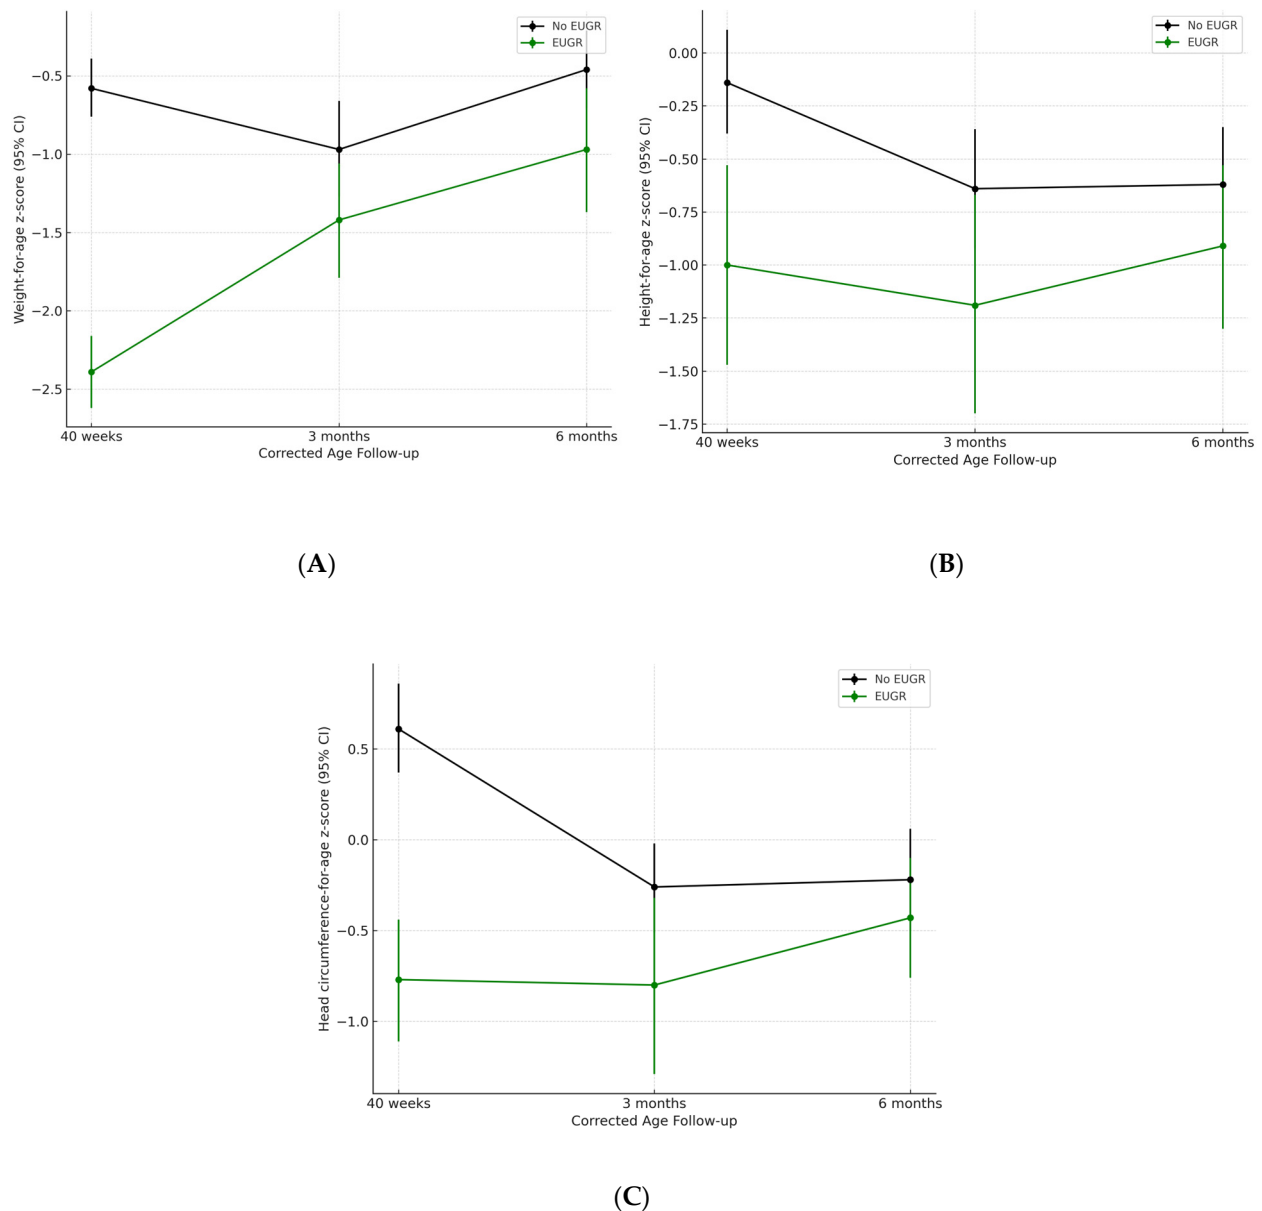 No EUGR
EUGR
Weight-for-age z-score (95% CI)
−0.5
−1.0
−1.5
−2.0
−2.5
40 weeks
3 months
6 months
Corrected Age Follow-up
(A)
No EUGR
EUGR
Height-for-age z-score (95% CI)
0.00
−0.25
−0.50
−0.75
−1.00
−1.25
−1.50
−1.75
40 weeks
3 months
6 months
Corrected Age Follow-up
(B)
No EUGR
EUGR
Head circumference-for-age z-score (95% CI)
0.5
0.0
−0.5
−1.0
40 weeks
3 months
6 months
Corrected Age Follow-up
(C)